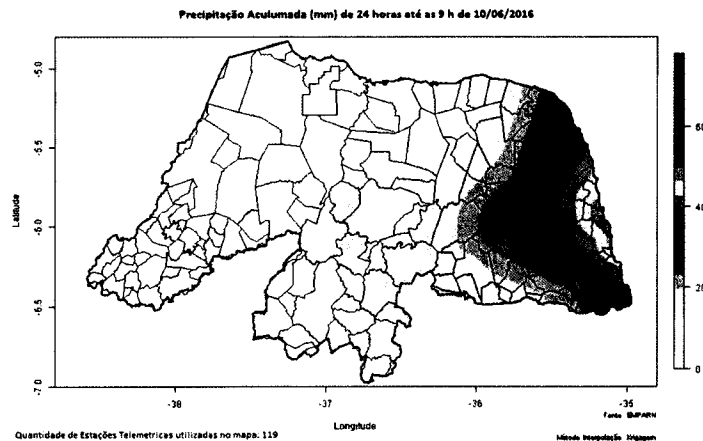 Precipitação Acumulada (mm) de 24 horas até as 9 h de 10/06/2016
-5.0
-5.5
-6.0
-6.5
-7.0
Latitude
60
40
20
0
-38
-37
-36
-35
Longitude
Fonte EMPARN
Quantidade de Estações Telemetricas utilizadas no mapa: 119
Método Interpolação Krigagem